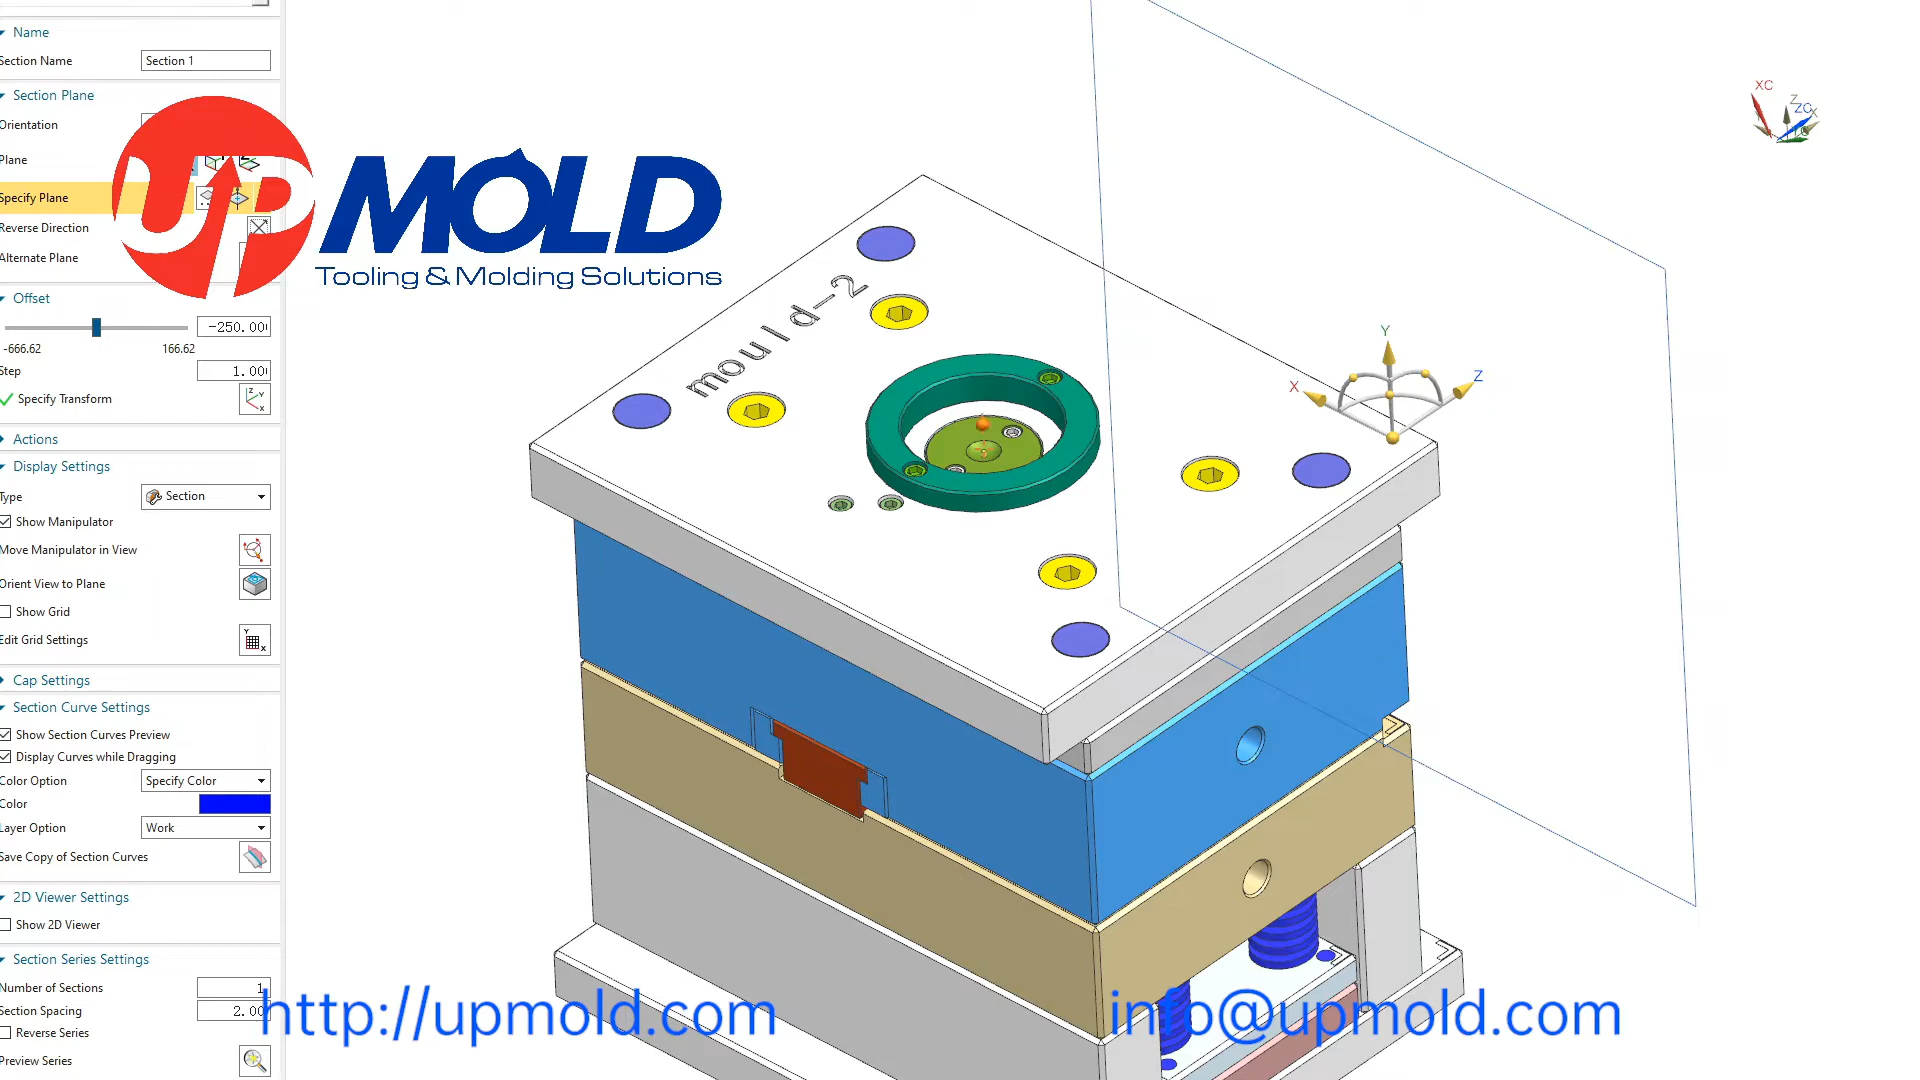 Name
Section Name
Section 1
Section Plane
Orientation
Plane
Specify Plane
Reverse Direction
Alternate Plane
UP MOLD
Tooling & Molding Solutions
Offset
-250.00
-666.62
166.62
Step
1.00
Specify Transform
Actions
Display Settings
Type
Section
Show Manipulator
Move Manipulator in View
Orient View to Plane
Show Grid
Edit Grid Settings
Cap Settings
Section Curve Settings
Show Section Curves Preview
Display Curves while Dragging
Color Option
Specify Color
Color
Layer Option
Work
Save Copy of Section Curves
2D Viewer Settings
Show 2D Viewer
Section Series Settings
Number of Sections
1
Section Spacing
2.00
Reverse Series
Preview Series
mould-2
XC
Z
ZC
X
Y
X
Z
http://upmold.com
info@upmold.com